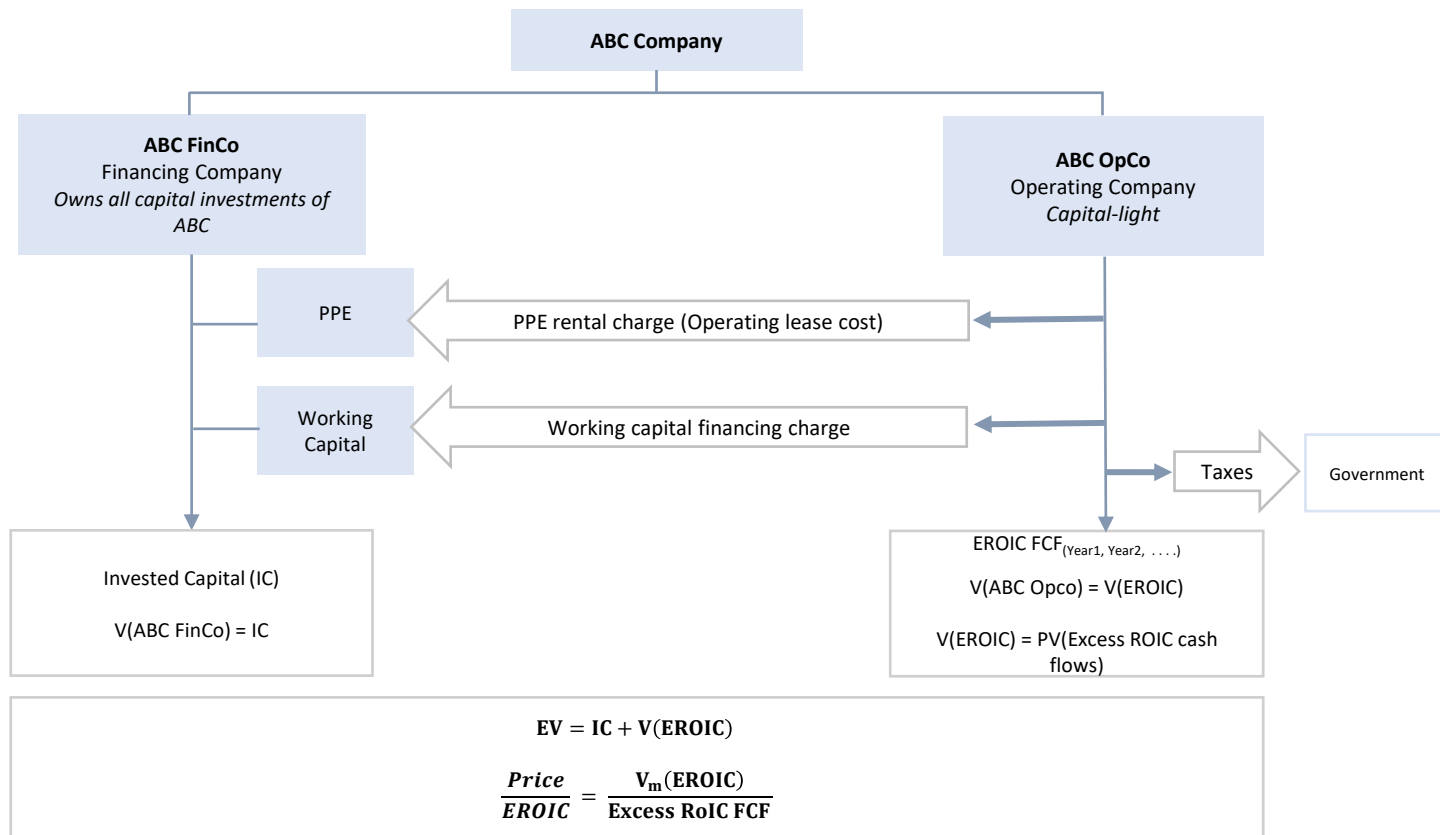 ABC Company
ABC FinCo
Financing Company
Owns all capital investments of
ABC
ABC OpCo
Operating Company
Capital-light
PPE
PPE rental charge (Operating lease cost)
Working
Capital
Working capital financing charge
Taxes
Government
Invested Capital (IC)
V(ABC FinCo) = IC
EROIC FCF(Year1, Year2, ....)
V(ABC Opco) = V(EROIC)
V(EROIC) = PV(Excess ROIC cash
flows)
EV = IC + V(EROIC)
Price/EROIC = Vm(EROIC)/Excess RoIC FCF